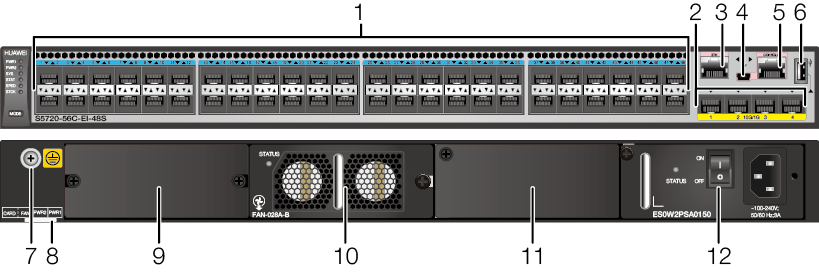 1
2
3
4
5
6
HUAWEI
PWR1
PWR2
SYS
STAT
SPED
STCK
MODE
ETH
CONSOLE
S5720-56C-EI-48S
1 2 10G/1G 3 4
STATUS
FAN-028A-B
STATUS
ON
OFF
ES0W2PSA0150
~100-240V;
50/60 Hz;3A
CARD FAN PWR2 PWR1
7
8
9
10
11
12